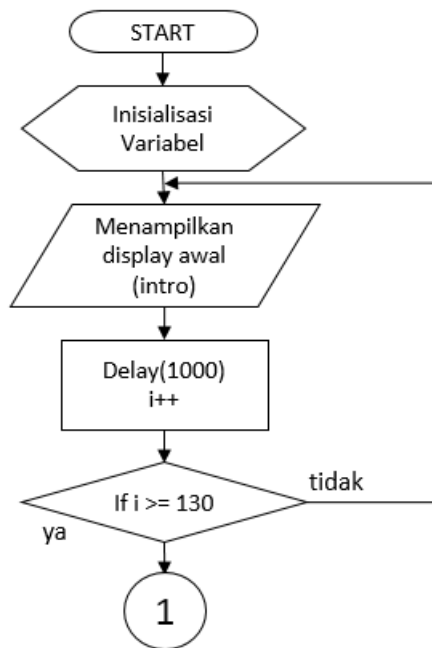 START
Inisialisasi
Variabel
Menampilkan
display awal
(intro)
Delay(1000)
i++
If i >= 130
tidak
ya
1